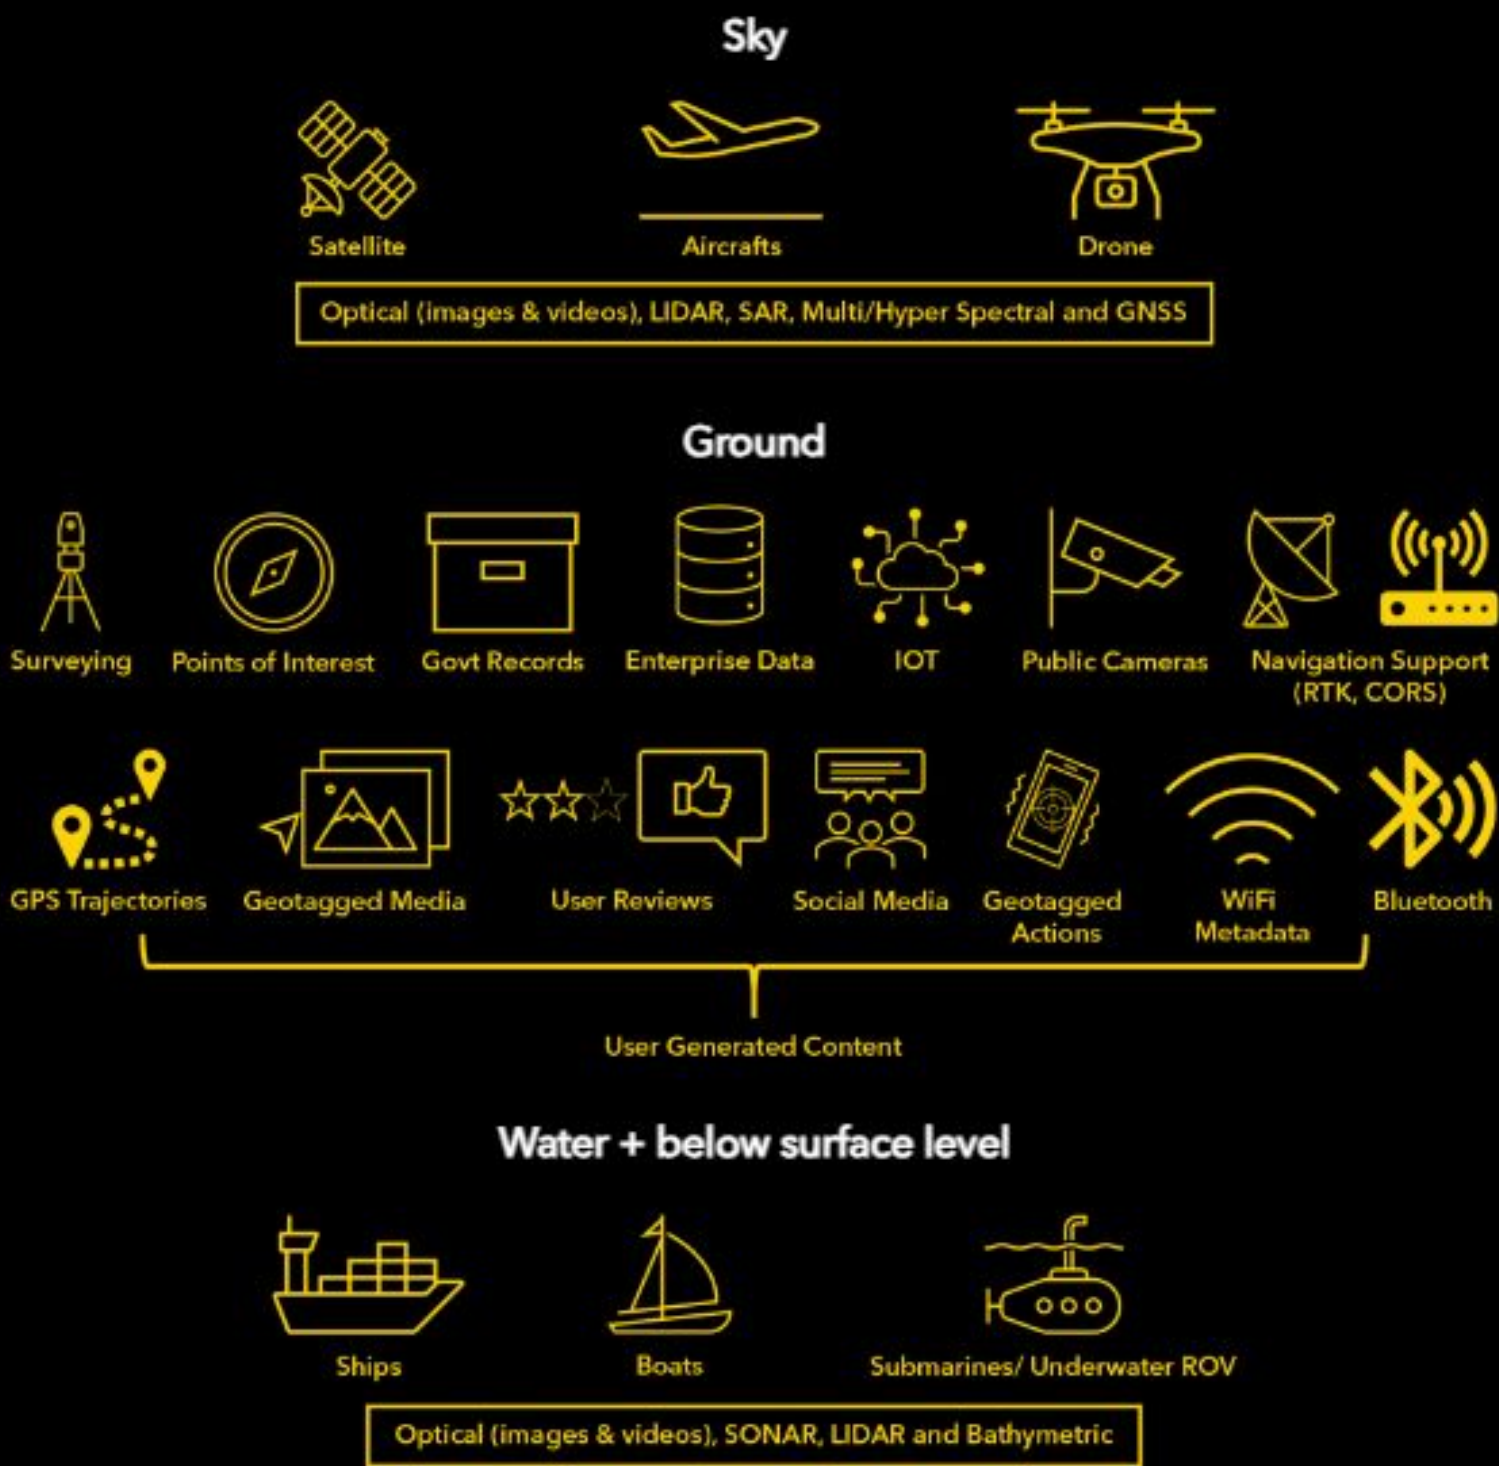 Sky
Satellite
Aircrafts
Drone
Optical (images & videos), LIDAR, SAR, Multi/Hyper Spectral and GNSS
Ground
Surveying
Points of Interest
Govt Records
Enterprise Data
IOT
Public Cameras
Navigation Support
(RTK, CORS)
GPS Trajectories
Geotagged Media
User Reviews
Social Media
Geotagged
Actions
WiFi
Metadata
Bluetooth
User Generated Content
Water + below surface level
Ships
Boats
Submarines/ Underwater ROV
Optical (images & videos), SONAR, LIDAR and Bathymetric